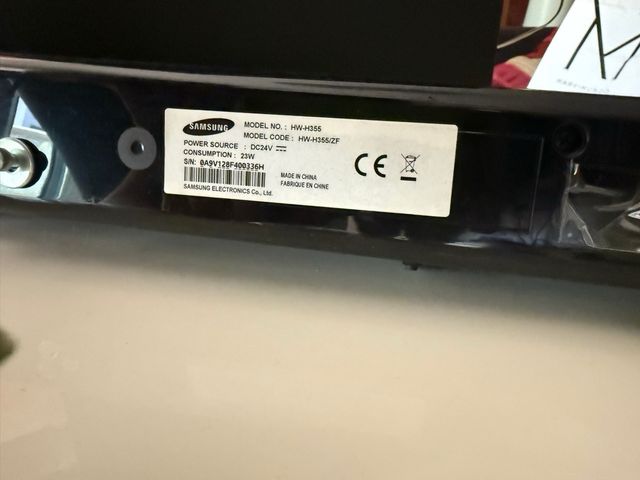 SAMSUNG
MODEL NO. : HW-H355
MODEL CODE : HW-H355/ZF
POWER SOURCE : DC24V
CONSUMPTION : 23W
S/N: 0A9V128F400336H
MADE IN CHINA
FABRIQUE EN CHINE
SAMSUNG ELECTRONICS Co., Ltd.
CE